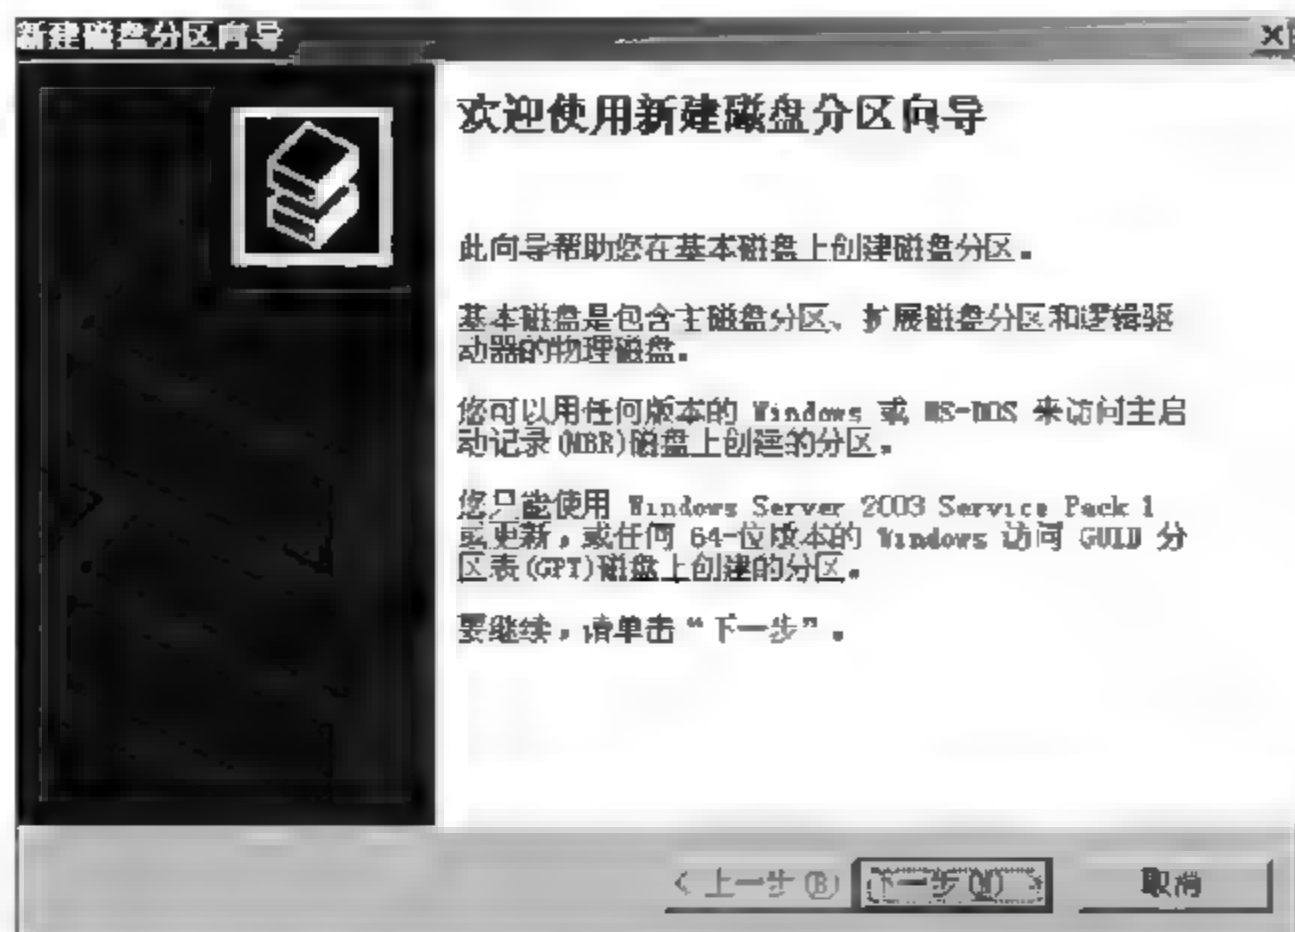 新建磁盘分区向导
欢迎使用新建磁盘分区向导
此向导帮助您在基本磁盘上创建磁盘分区。
基本磁盘是包含主磁盘分区、扩展磁盘分区和逻辑驱
动器的物理磁盘。
您可以用任何版本的 Windows 或 MS-DOS 来访问主启
动记录(MBR)磁盘上创建的分区。
您只能使用 Windows Server 2003 Service Pack 1
或更新，或任何 64-位版本的 Windows 访问 GUID 分
区表(GPT)磁盘上创建的分区。
要继续，请单击“下一步”。
< 上一步(B) 下一步(N) > 取消